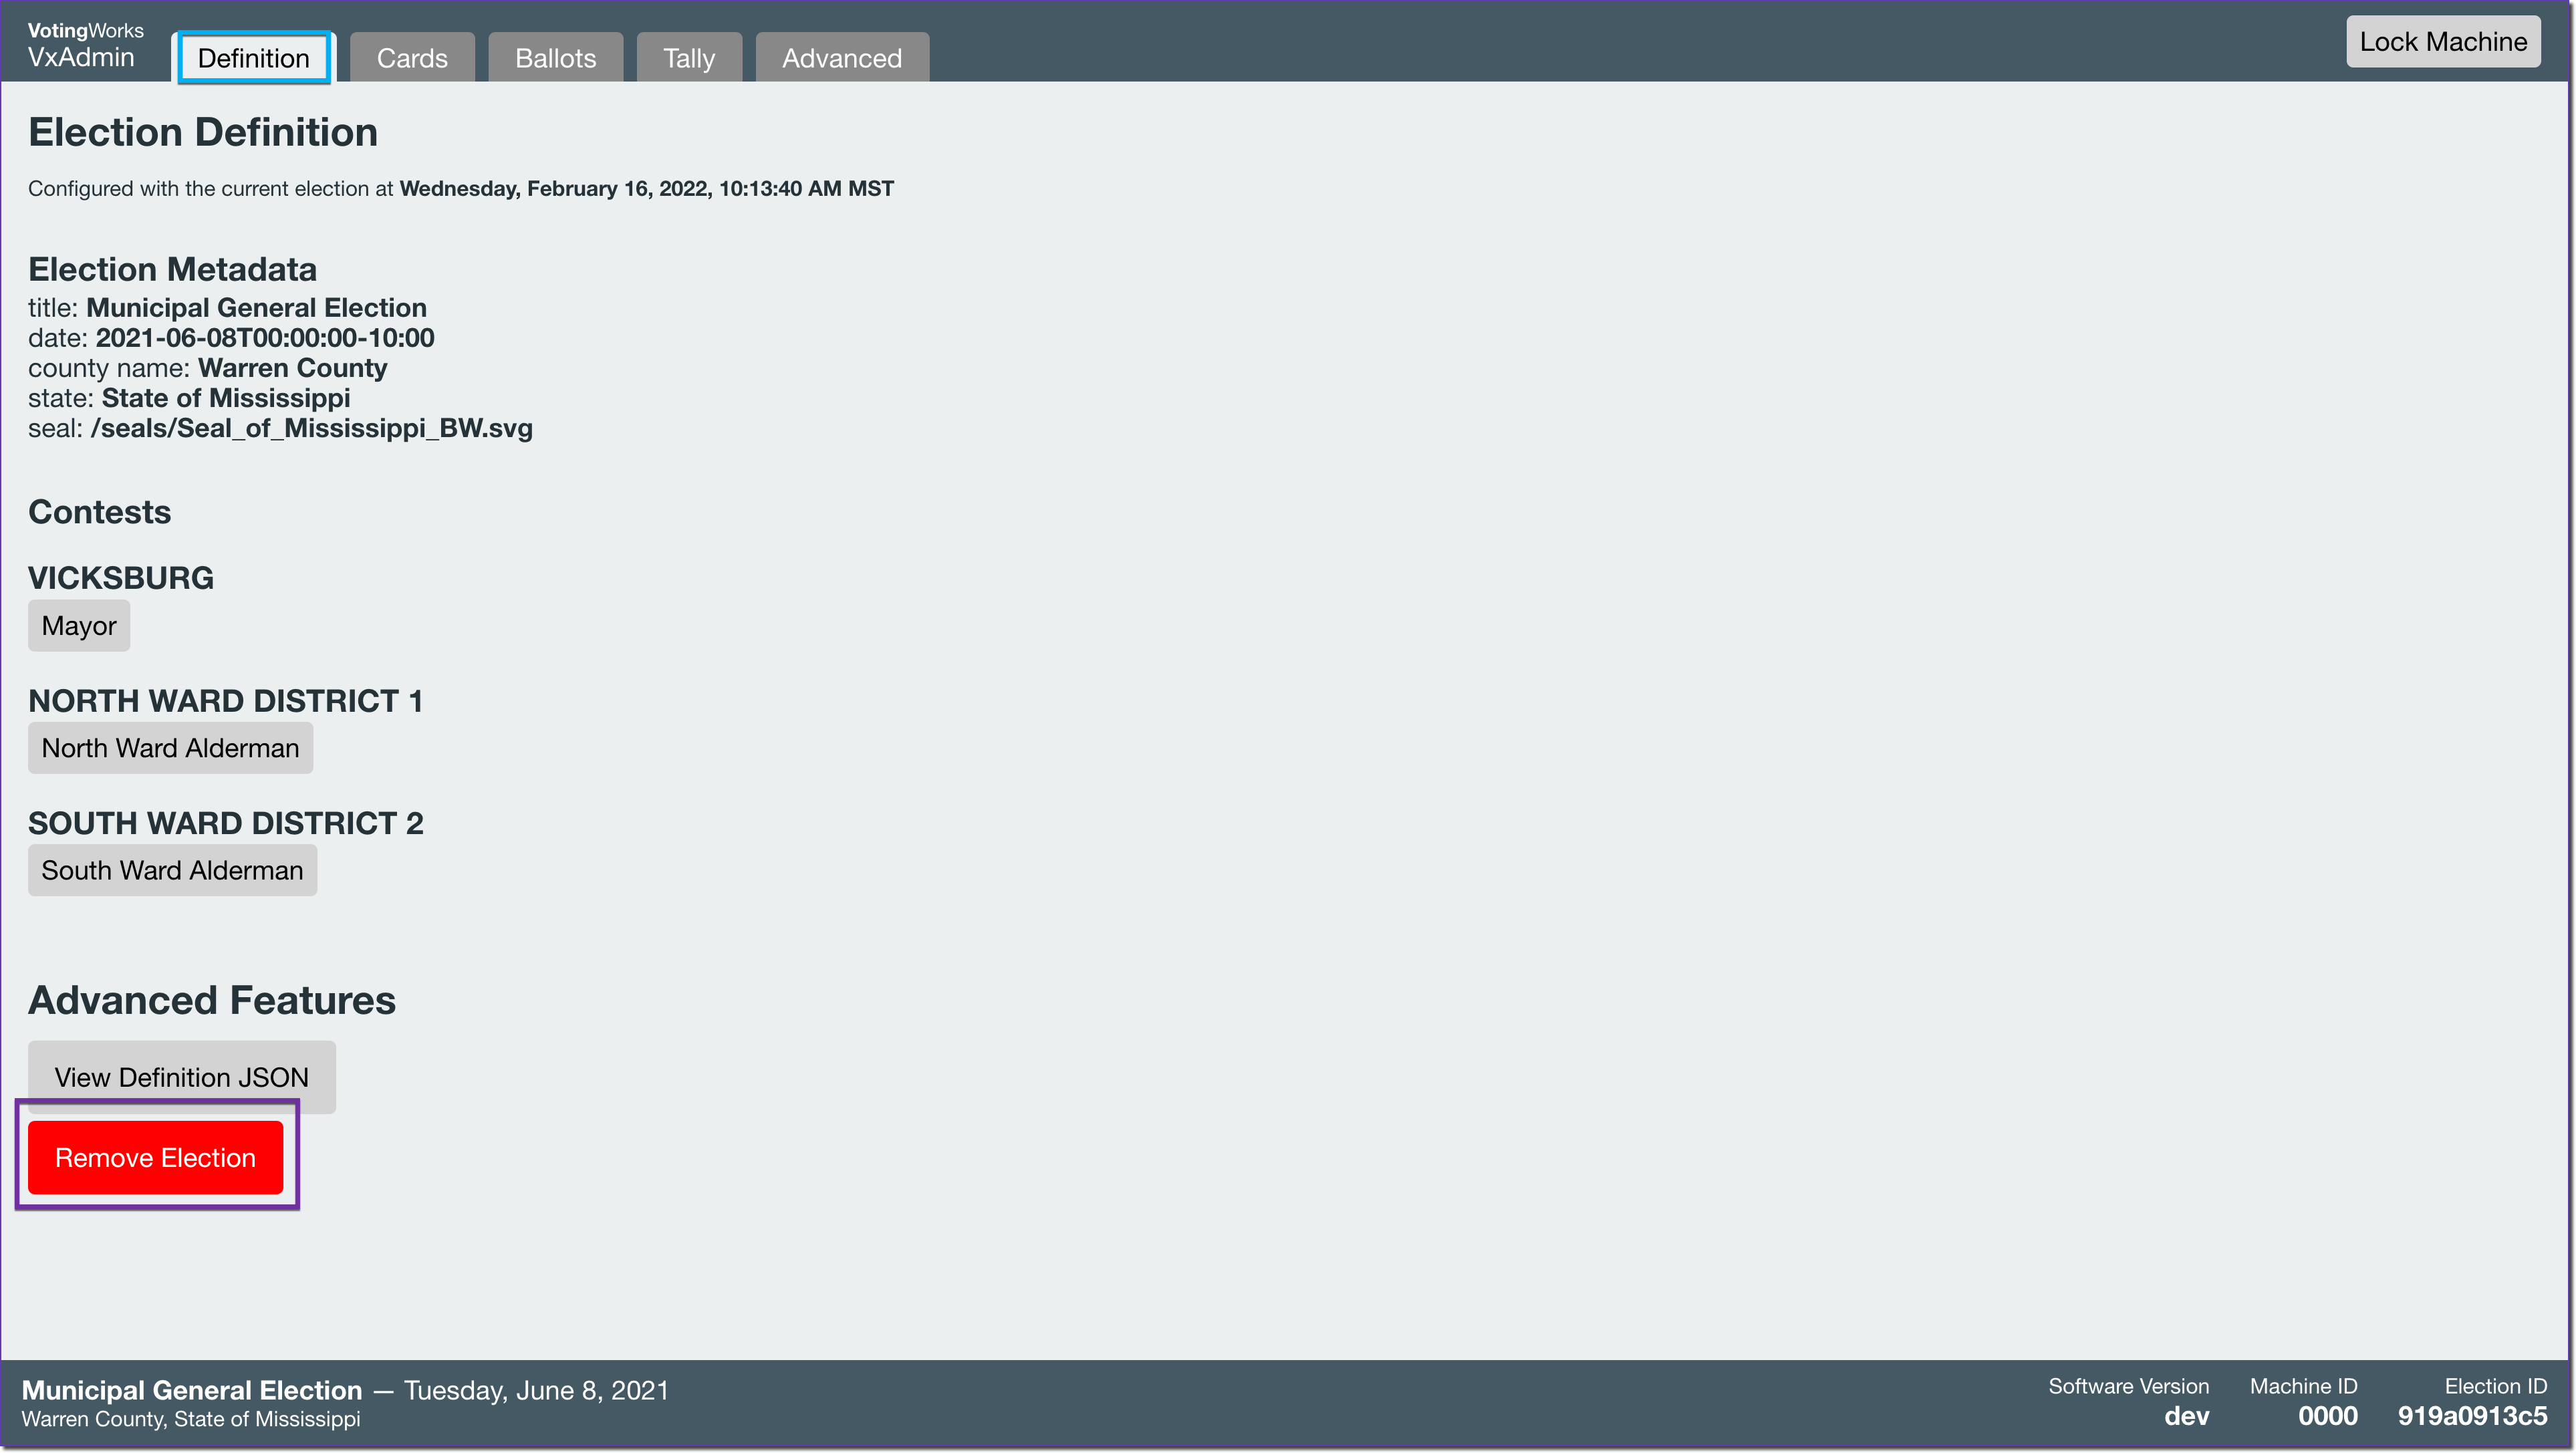 VotingWorks
VxAdmin
Definition
Cards
Ballots
Tally
Advanced
Lock Machine
Election Definition
Configured with the current election at Wednesday, February 16, 2022, 10:13:40 AM MST
Election Metadata
title: Municipal General Election
date: 2021-06-08T00:00:00-10:00
county name: Warren County
state: State of Mississippi
seal: /seals/Seal_of_Mississippi_BW.svg
Contests
VICKSBURG
Mayor
NORTH WARD DISTRICT 1
North Ward Alderman
SOUTH WARD DISTRICT 2
South Ward Alderman
Advanced Features
View Definition JSON
Remove Election
Municipal General Election — Tuesday, June 8, 2021
Warren County, State of Mississippi
Software Version
dev
Machine ID
0000
Election ID
919a0913c5